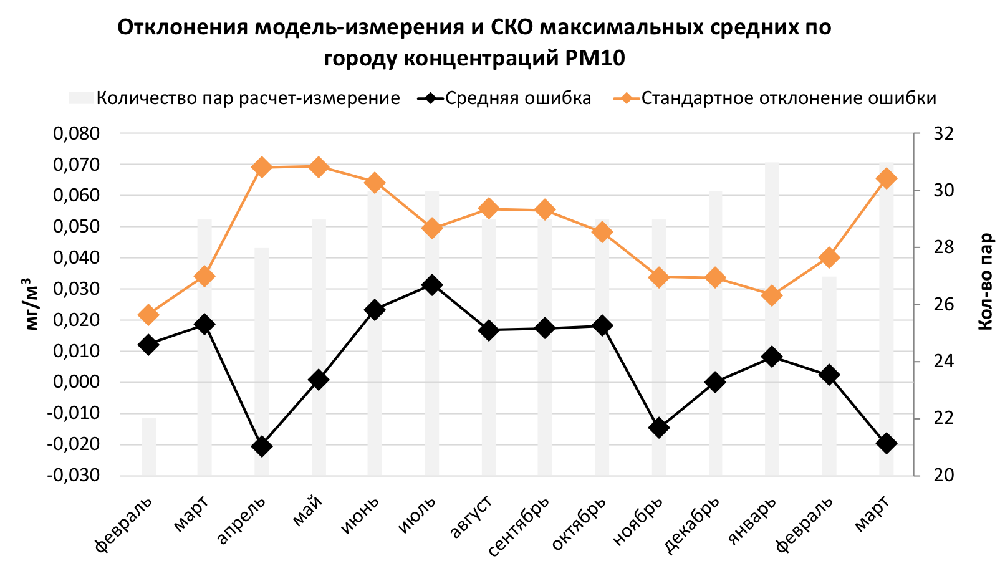 Отклонения модель-измерения и СКО максимальных средних по
городу концентраций PM10
Количество пар расчет-измерение
Средняя ошибка
Стандартное отклонение ошибки
0,080
0,070
0,060
0,050
0,040
0,030
0,020
0,010
0,000
-0,010
-0,020
-0,030
мг/м³
32
30
28
26
24
22
20
Кол-во пар
февраль
март
апрель
май
июнь
июль
август
сентябрь
октябрь
ноябрь
декабрь
январь
февраль
март